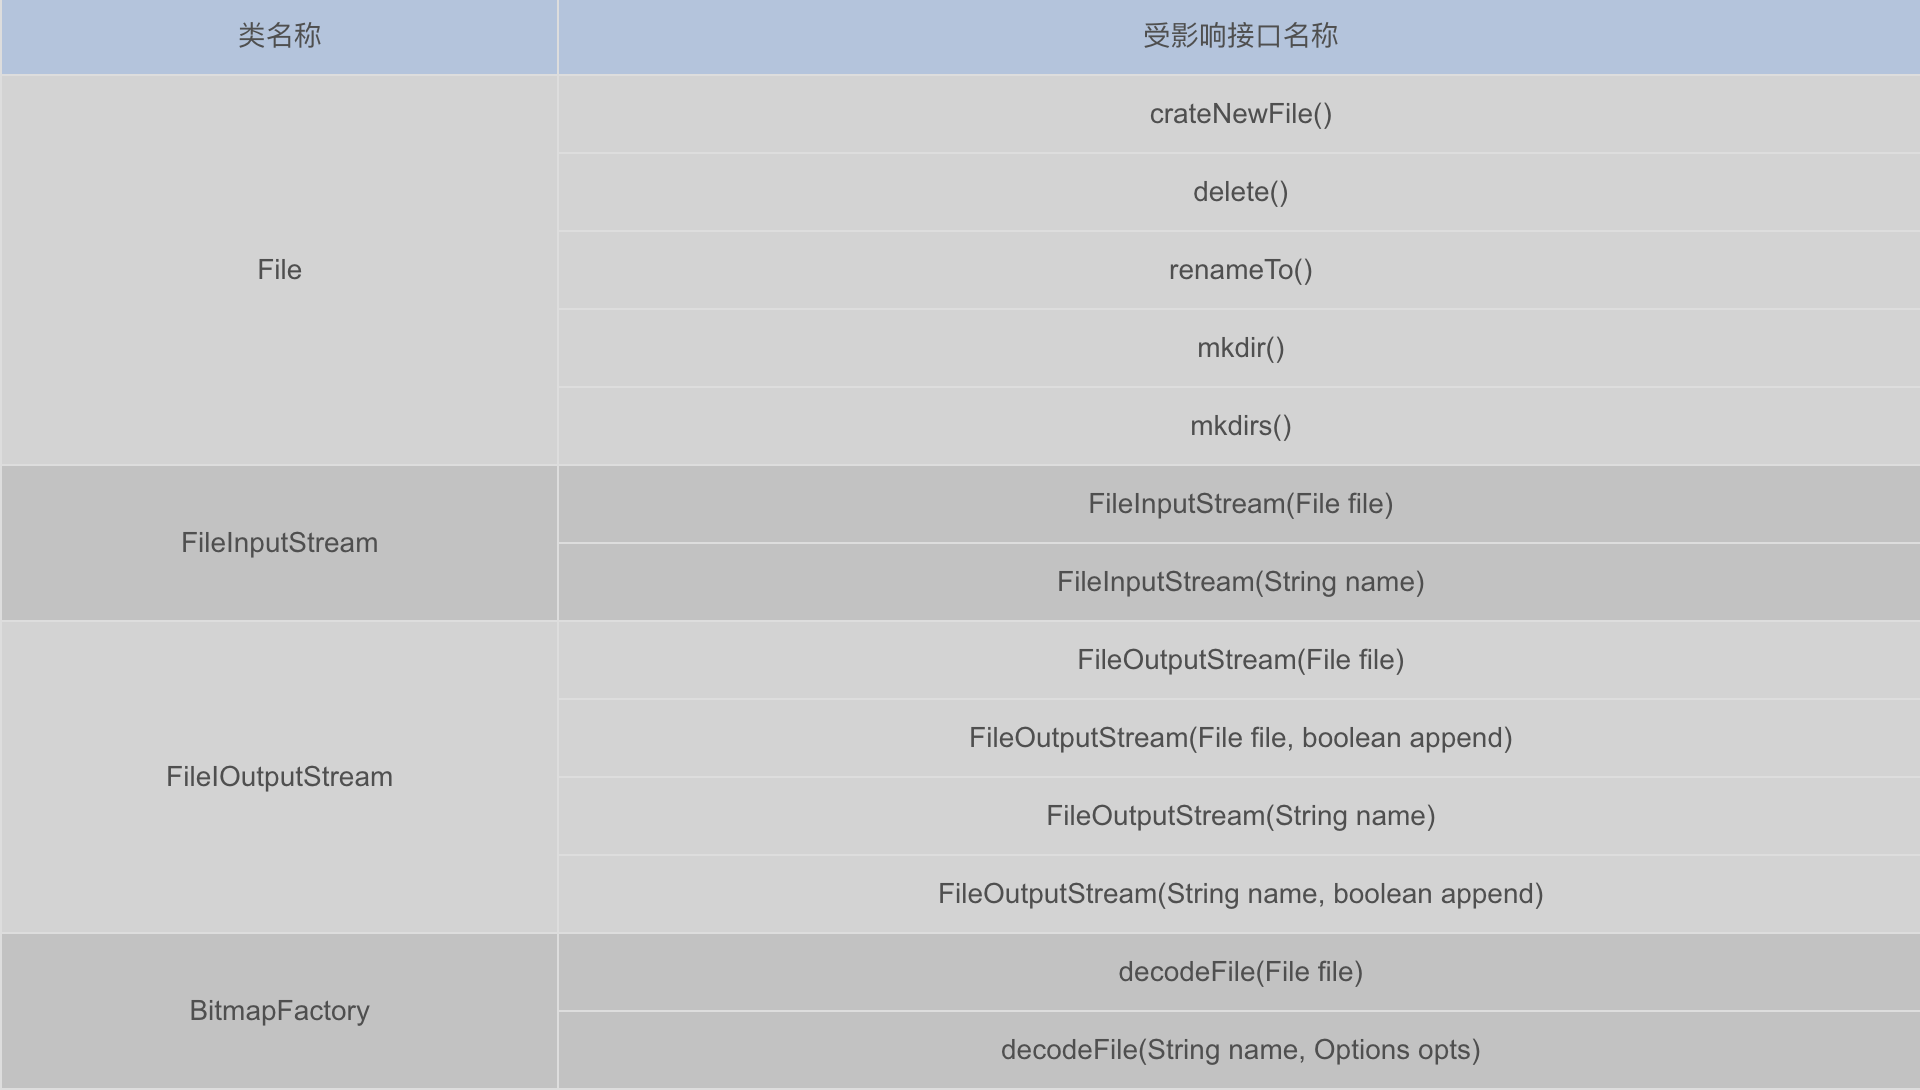 类名称
受影响接口名称
File
crateNewFile()
delete()
renameTo()
mkdir()
mkdirs()
FileInputStream
FileInputStream(File file)
FileInputStream(String name)
FileIOutputStream
FileOutputStream(File file)
FileOutputStream(File file, boolean append)
FileOutputStream(String name)
FileOutputStream(String name, boolean append)
BitmapFactory
decodeFile(File file)
decodeFile(String name, Options opts)